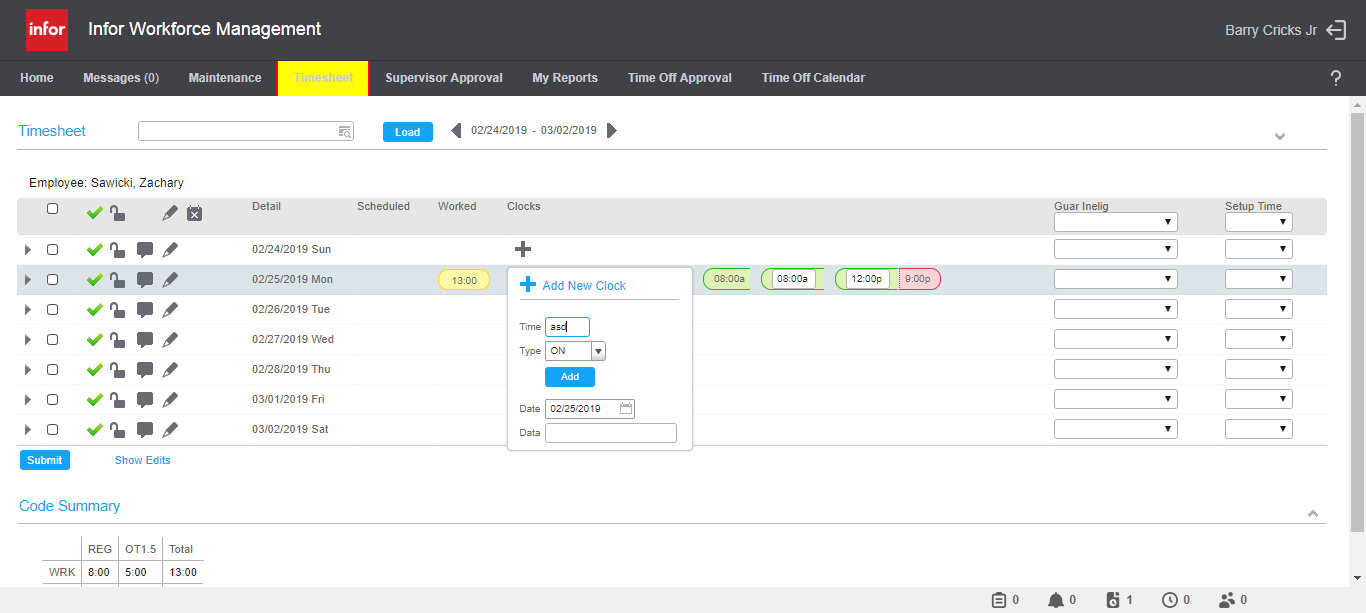 infor Infor Workforce Management Barry Cricks Jr
Home Messages (0) Maintenance Timesheet Supervisor Approval My Reports Time Off Approval Time Off Calendar ?
Timesheet Load 02/24/2019 - 03/02/2019
Employee: Sawicki, Zachary
Detail Scheduled Worked Clocks Guar Inelig Setup Time
02/24/2019 Sun
02/25/2019 Mon 13:00 08:00a 08:00a 12:00p 9:00p
Add New Clock
02/26/2019 Tue
Time asd
02/27/2019 Wed
Type ON
02/28/2019 Thu
Add
03/01/2019 Fri
Date 02/25/2019
03/02/2019 Sat
Data
Submit Show Edits
Code Summary
REG OT1.5 Total
WRK 8:00 5:00 13:00
0 0 1 0 0